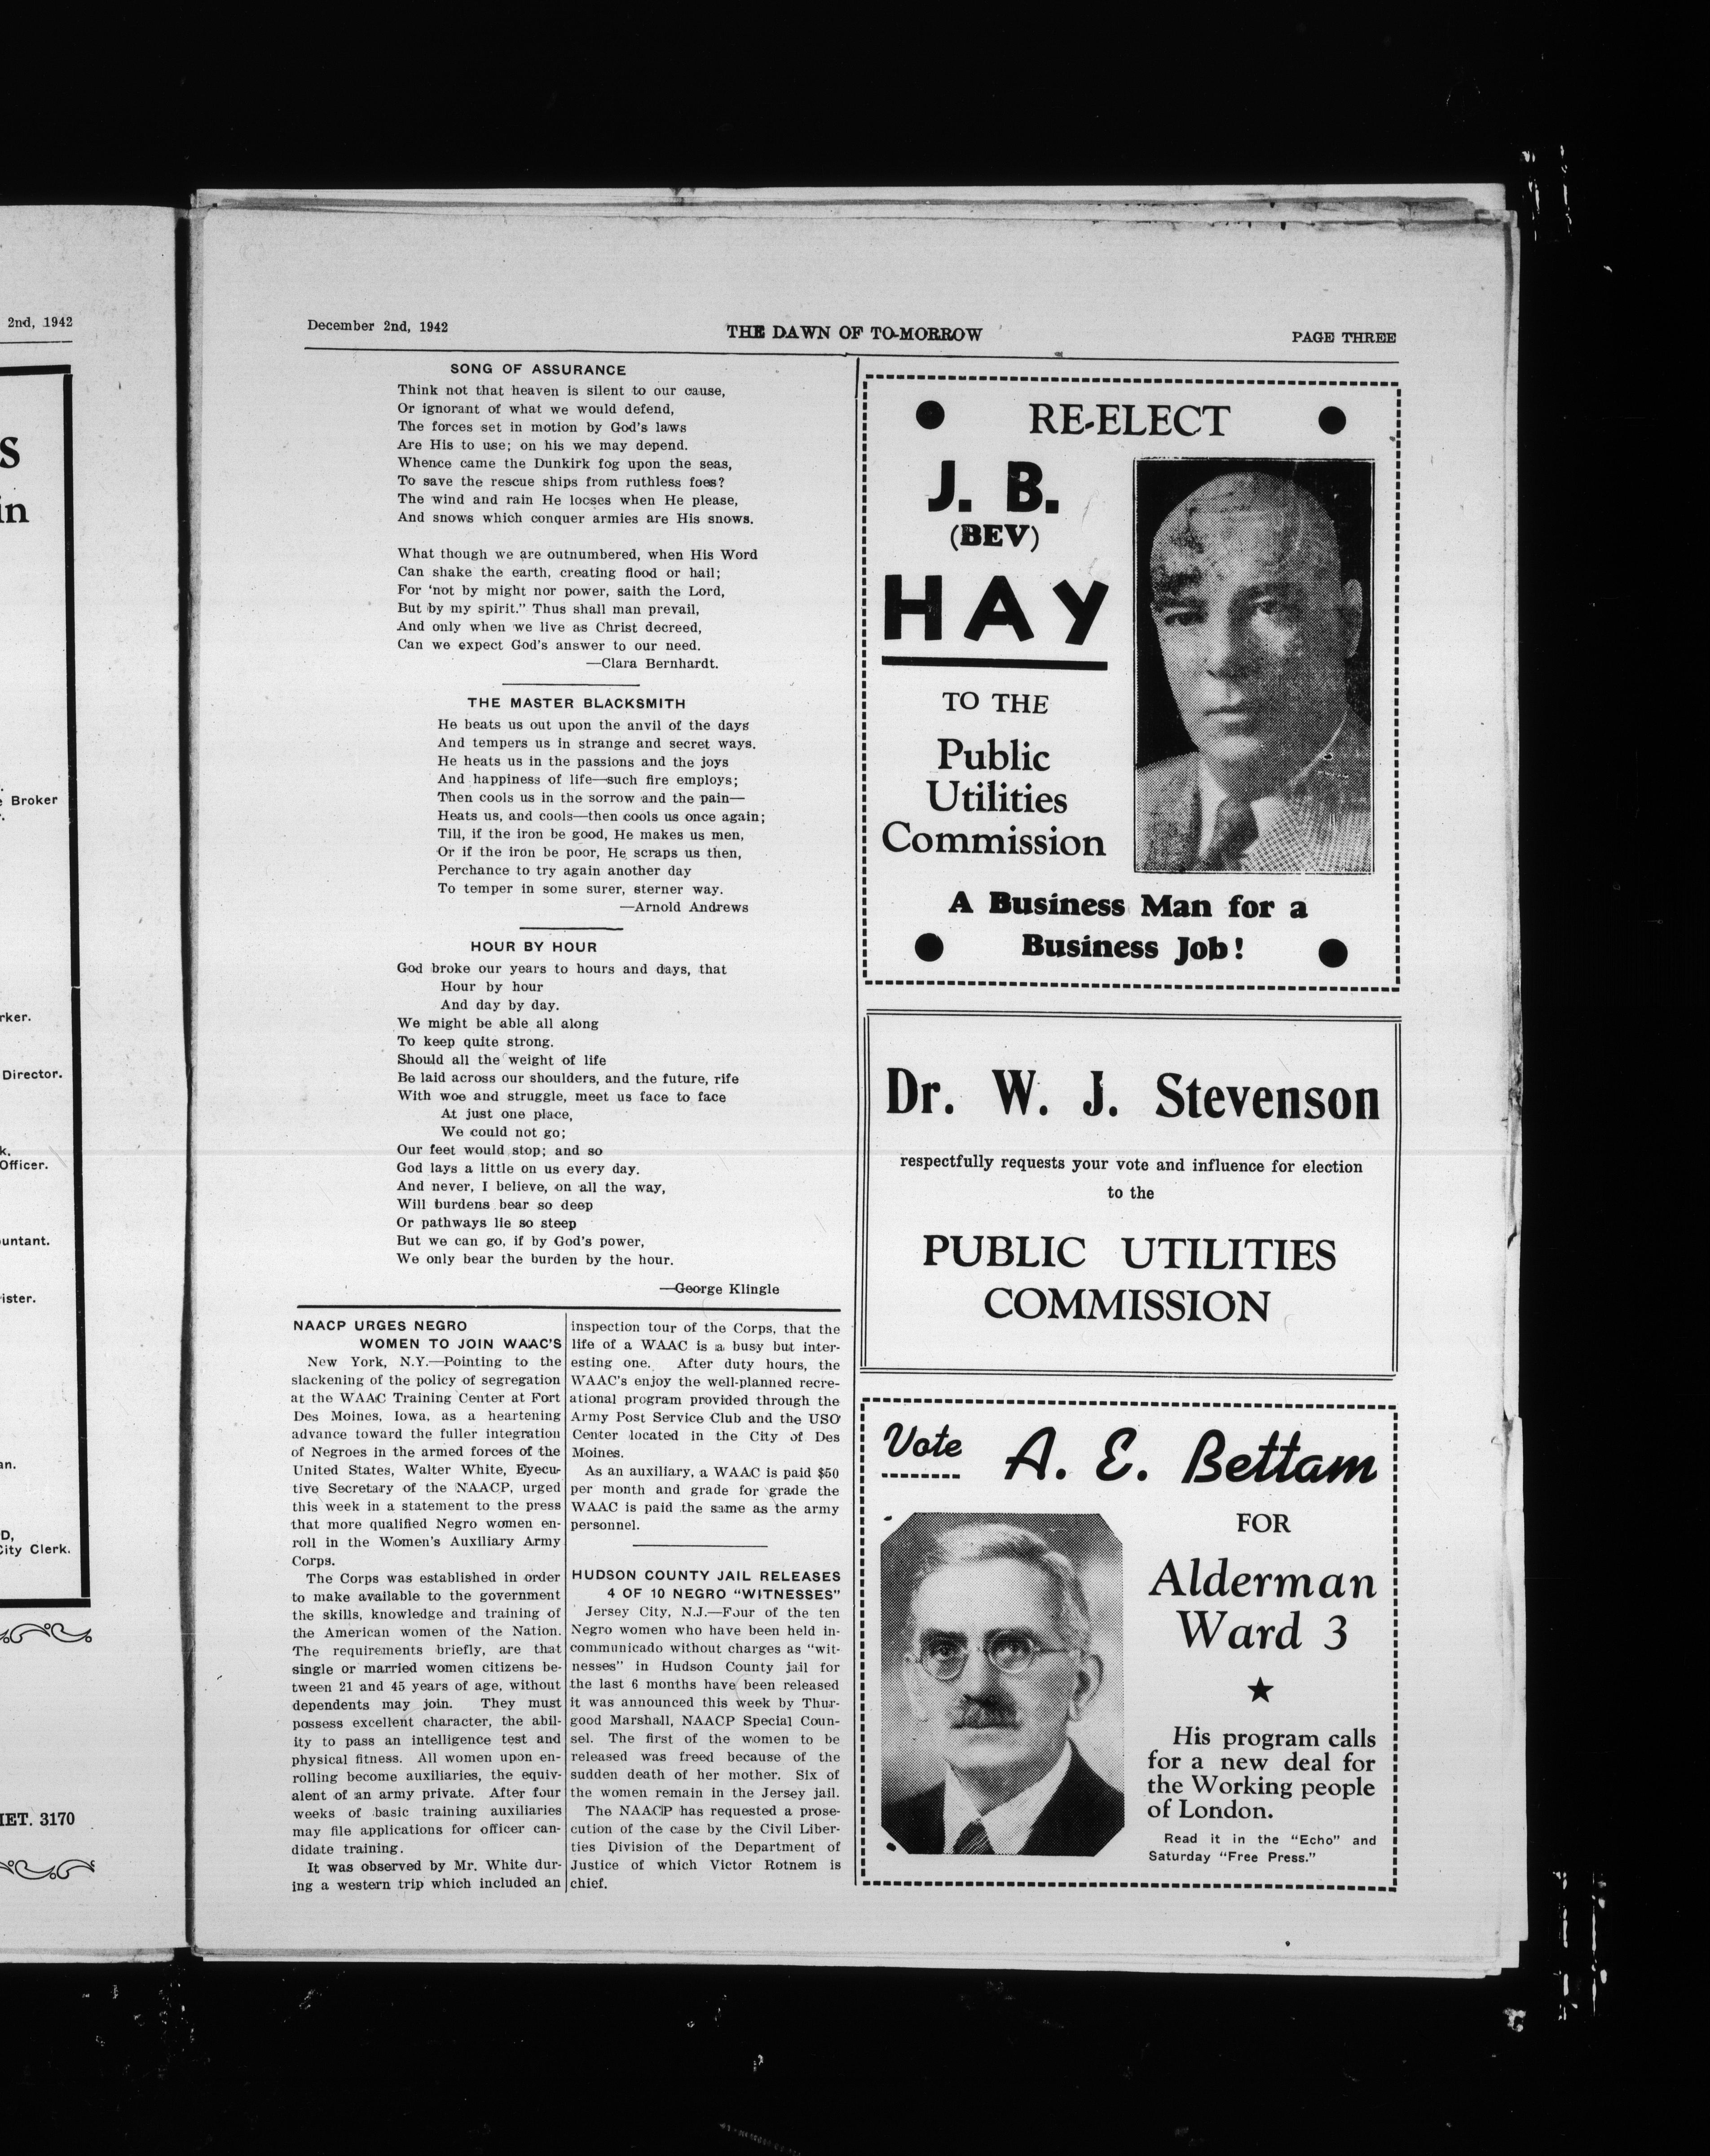 2nd, 1942
s
in
Broker
rker.
Director.
k.
Officer.
untant.
ister.
an.
D,
City Clerk.
IET. 3170
December 2nd, 1942
THE DAWN OF TO-MORROW
PAGE THREE
SONG OF ASSURANCE
Think not that heaven is silent to our cause,
Or ignorant of what we would defend,
The forces set in motion by God's laws
Are His to use; on his we may depend.
Whence came the Dunkirk fog upon the seas,
To save the rescue ships from ruthless foes?
The wind and rain He looses when He please,
And snows which conquer armies are His snows.
What though we are outnumbered, when His Word
Can shake the earth, creating flood or hail;
For 'not by might nor power, saith the Lord,
But by my spirit." Thus shall man prevail,
And only when we live as Christ decreed,
Can we expect God's answer to our need.
—Clara Bernhardt.
THE MASTER BLACKSMITH
He beats us out upon the anvil of the days
And tempers us in strange and secret ways.
He heats us in the passions and the joys
And happiness of life—such fire employs;
Then cools us in the sorrow and the pain—
Heats us, and cools—then cools us once again;
Till, if the iron be good, He makes us men,
Or if the iron be poor, He scraps us then,
Perchance to try again another day
To temper in some surer, sterner way.
—Arnold Andrews
HOUR BY HOUR
God broke our years to hours and days, that
Hour by hour
And day by day.
We might be able all along
To keep quite strong.
Should all the weight of life
Be laid across our shoulders, and the future, rife
With woe and struggle, meet us face to face
At just one place,
We could not go;
Our feet would stop; and so
God lays a little on us every day.
And never, I believe, on all the way,
Will burdens bear so deep
Or pathways lie so steep
But we can go, if by God's power,
We only bear the burden by the hour.
—George Klingle
NAACP URGES NEGRO
WOMEN TO JOIN WAAC'S
New York, N.Y.—Pointing to the
slackening of the policy of segregation
at the WAAC Training Center at Fort
Des Moines, Iowa, as a heartening
advance toward the fuller integration
of Negroes in the armed forces of the
United States, Walter White, Eyecu-
tive Secretary of the NAACP, urged
this week in a statement to the press
that more qualified Negro women en-
roll in the Women's Auxiliary Army
Corps.
The Corps was established in order
to make available to the government
the skills, knowledge and training of
the American women of the Nation.
The requirements briefly, are that
single or married women citizens be-
tween 21 and 45 years of age, without
dependents may join. They must
possess excellent character, the abil-
ity to pass an intelligence test and
physical fitness. All women upon en-
rolling become auxiliaries, the equiv-
alent of an army private. After four
weeks of basic training auxiliaries
may file applications for officer can-
didate training.
It was observed by Mr. White dur-
ing a western trip which included an
inspection tour of the Corps, that the
life of a WAAC is a busy but inter-
esting one. After duty hours, the
WAAC's enjoy the well-planned recre-
ational program provided through the
Army Post Service Club and the USO
Center located in the City of Des
Moines.
As an auxiliary, a WAAC is paid $50
per month and grade for grade the
WAAC is paid the same as the army
personnel.
HUDSON COUNTY JAIL RELEASES
4 OF 10 NEGRO "WITNESSES"
Jersey City, N.J.—Four of the ten
Negro women who have been held in-
communicado without charges as "wit-
nesses" in Hudson County jail for
the last 6 months have been released
it was announced this week by Thur-
good Marshall, NAACP Special Coun-
sel. The first of the women to be
released was freed because of the
sudden death of her mother. Six of
the women remain in the Jersey jail.
The NAACP has requested a prose-
cution of the case by the Civil Liber-
ties Division of the Department of
Justice of which Victor Rotnem is
chief.
RE-ELECT
J. B.
(BEV)
HAY
TO THE
Public
Utilities
Commission
A Business Man for a
Business Job!
Dr. W. J. Stevenson
respectfully requests your vote and influence for election
to the
PUBLIC UTILITIES
COMMISSION
Vote A. E. Bettam
FOR
Alderman
Ward 3
His program calls
for a new deal for
the Working people
of London.
Read it in the "Echo" and
Saturday "Free Press."